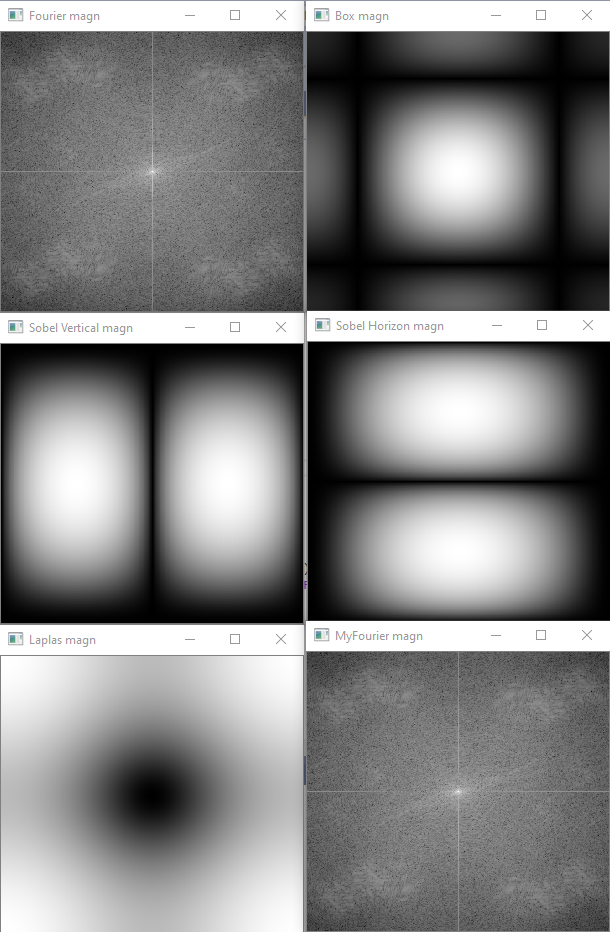 Fourier magn
Box magn
Sobel Vertical magn
Sobel Horizon magn
Laplas magn
MyFourier magn